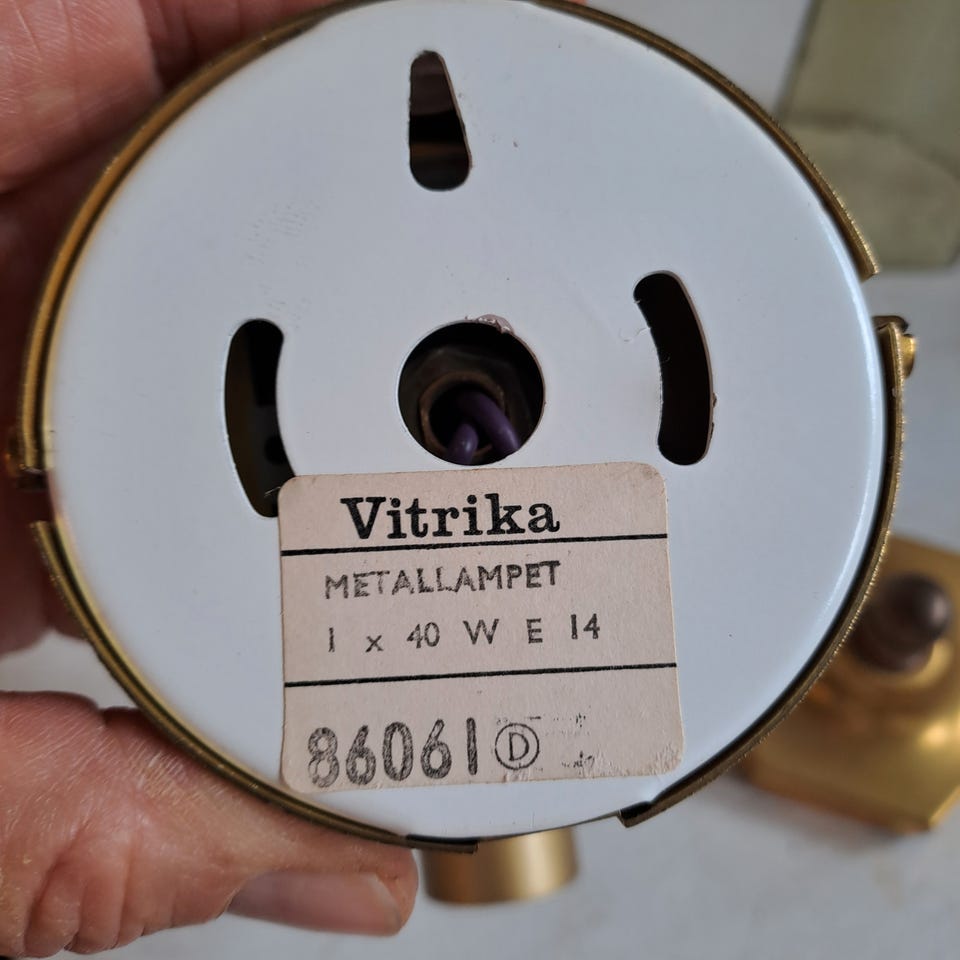 Vitrika
METALLAMPET
1 x 40 W E 14
86061 Ⓓ